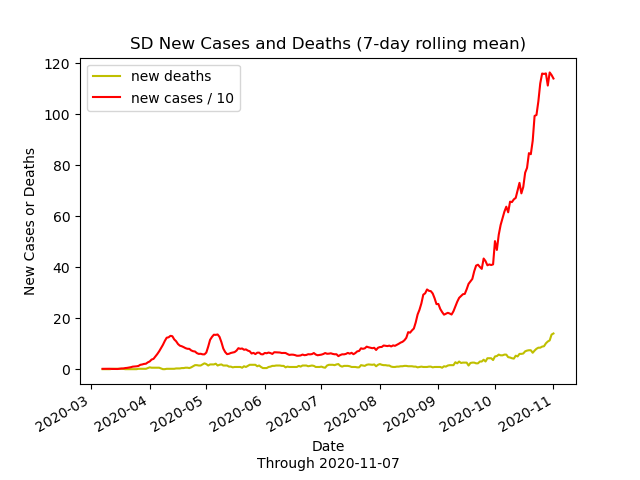 SD New Cases and Deaths (7-day rolling mean)
new deaths
new cases / 10
120
100
80
60
40
20
0
New Cases or Deaths
2020-03
2020-04
2020-05
2020-06
2020-07
2020-08
2020-09
2020-10
2020-11
Date
Through 2020-11-07